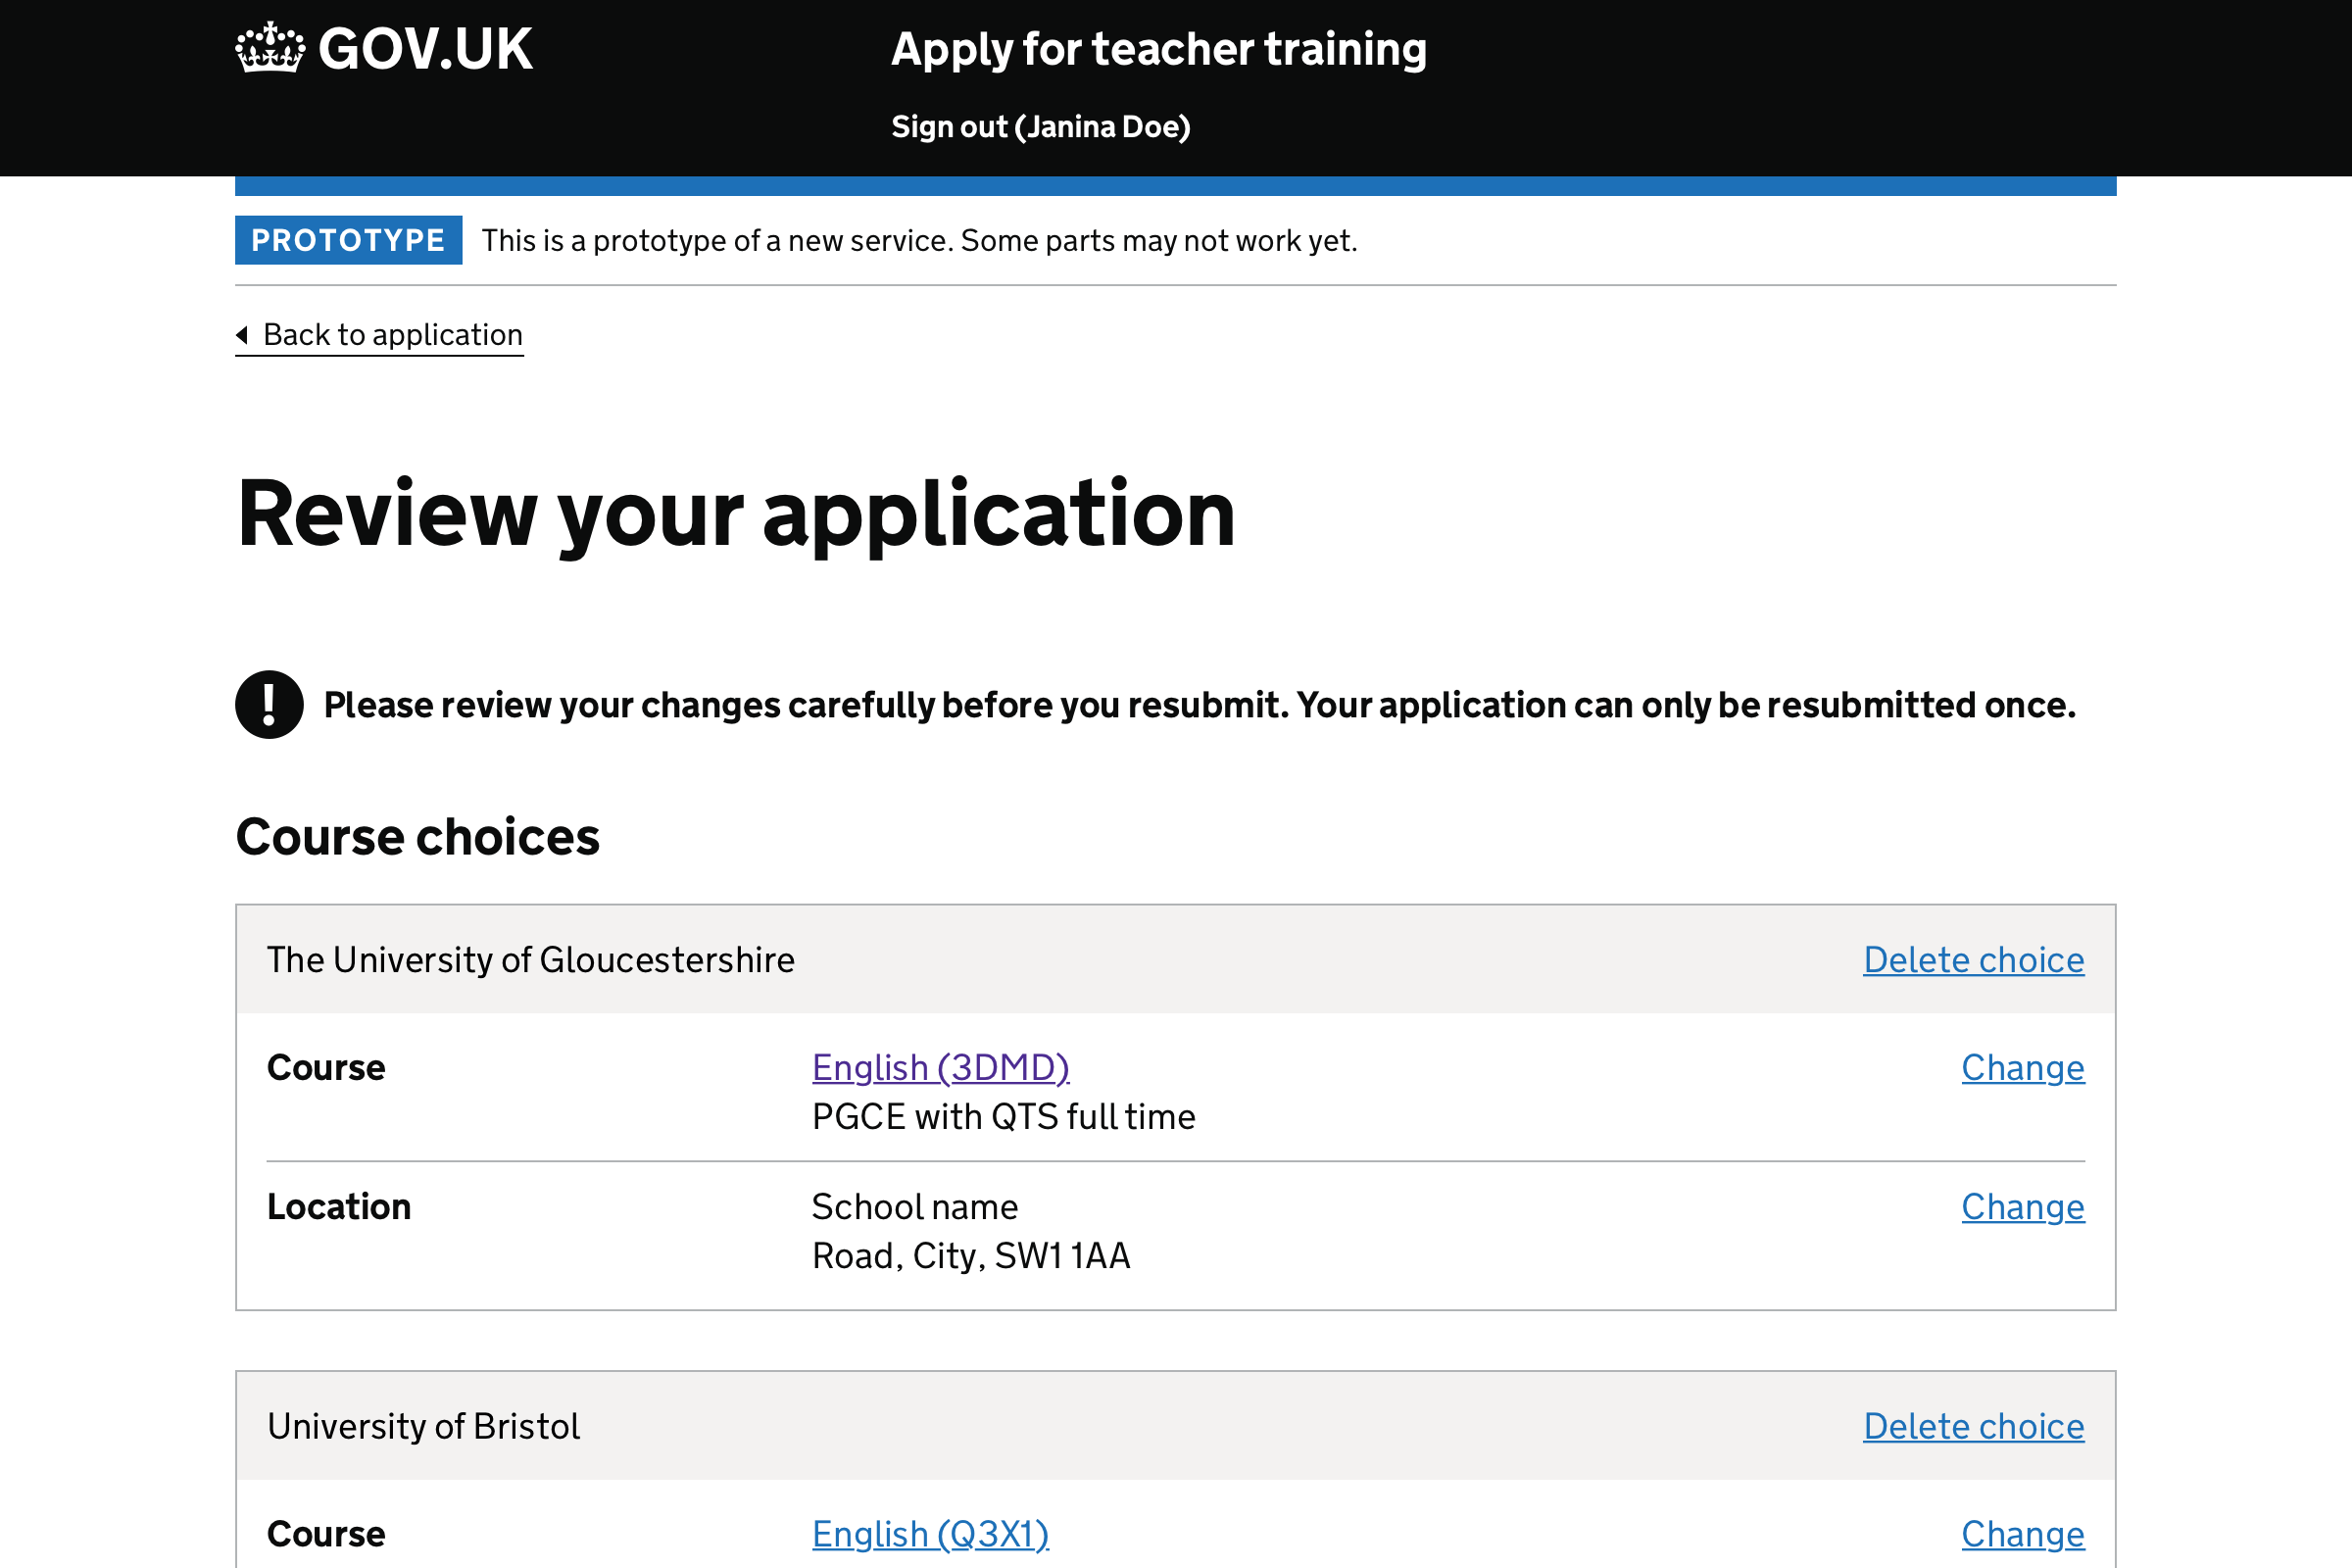 GOV.UK
Apply for teacher training
Sign out (Janina Doe)
PROTOTYPE This is a prototype of a new service. Some parts may not work yet.
Back to application
Review your application
! Please review your changes carefully before you resubmit. Your application can only be resubmitted once.
Course choices
The University of Gloucestershire Delete choice
Course English (3DMD) Change
PGCE with QTS full time
Location School name Change
Road, City, SW1 1AA
University of Bristol Delete choice
Course English (Q3X1) Change